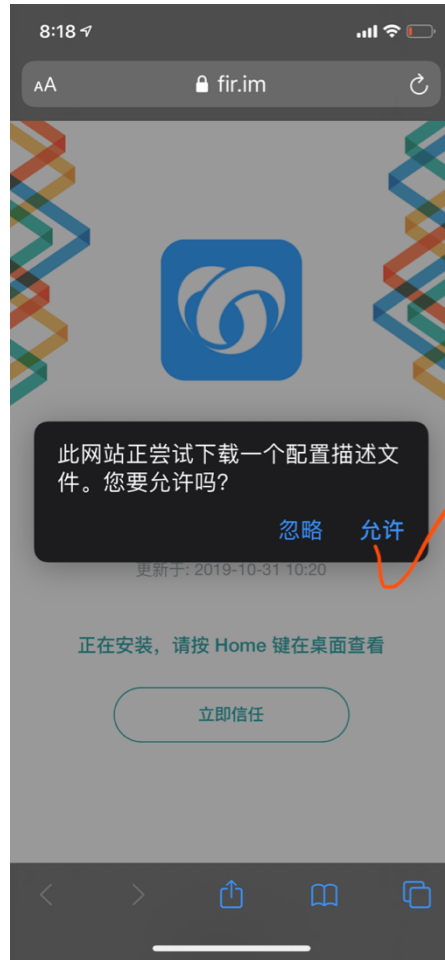 8:18
AA
fir.im
此网站正尝试下载一个配置描述文
件。您要允许吗?
忽略
允许
更新于: 2019-10-31 10:20
正在安装，请按 Home 键在桌面查看
立即信任